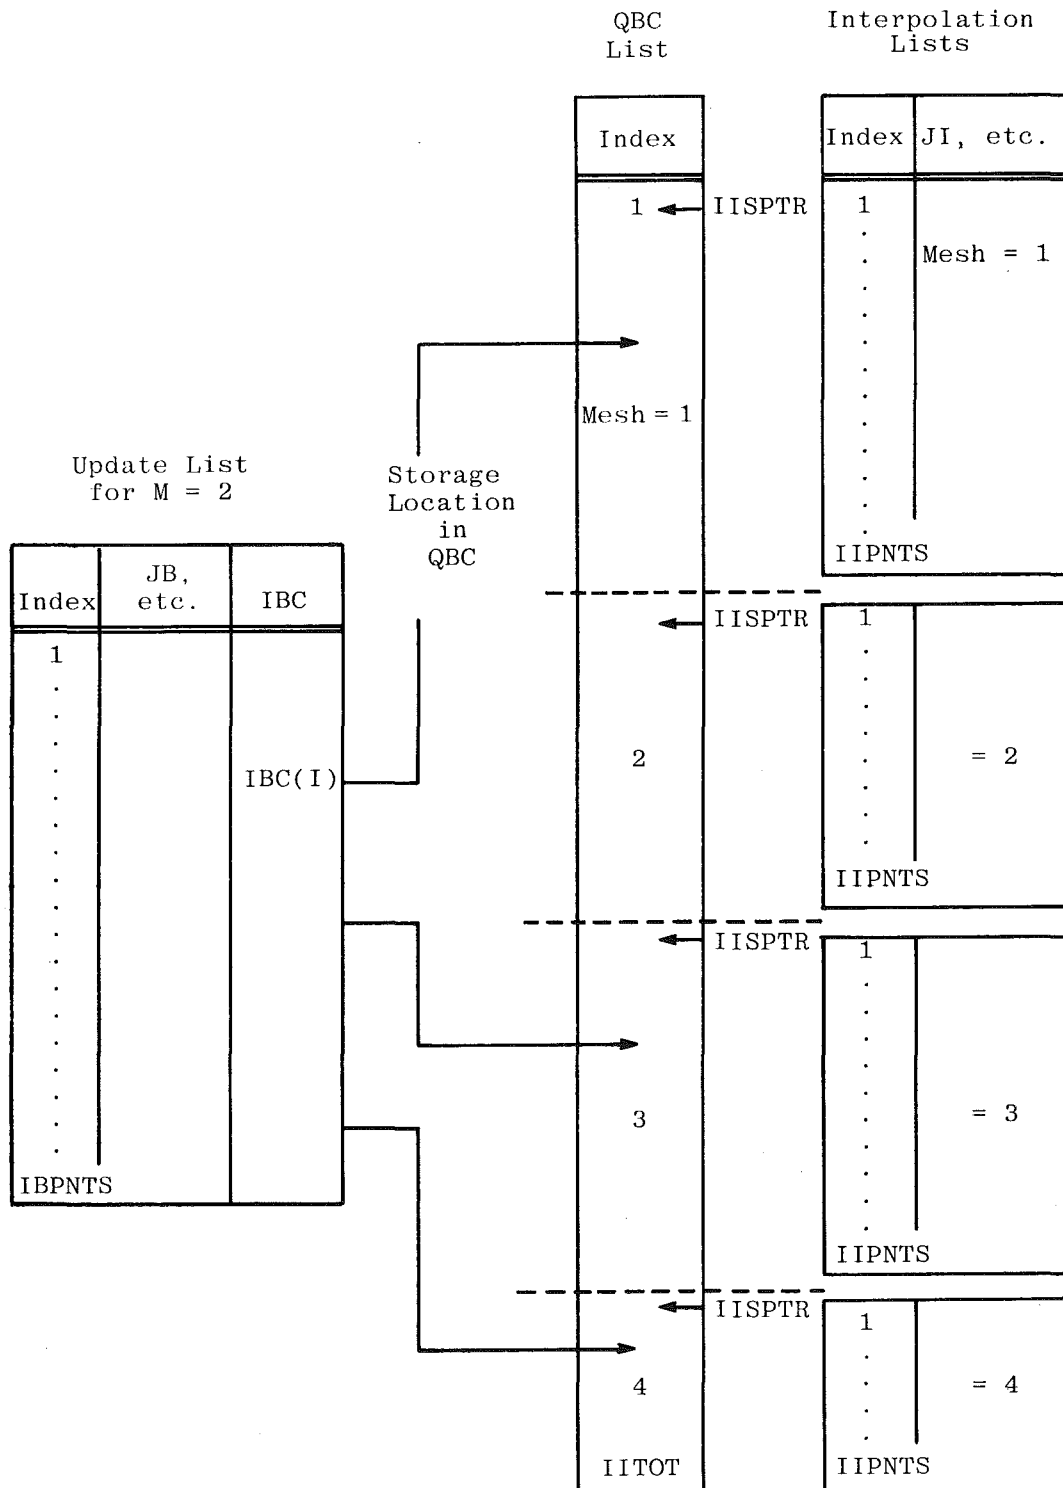 QBC
List
Interpolation
Lists
Index
Index JI, etc.
1 IISPTR 1
Mesh = 1
Mesh = 1
Update List
for M = 2
Storage
Location
in
QBC
IIPNTS
Index JB,
etc. IBC
IISPTR 1
1
2 = 2
IBC(I)
IIPNTS
IISPTR 1
3 = 3
IBPNTS
IIPNTS
IISPTR 1
4 = 4
IITOT IIPNTS